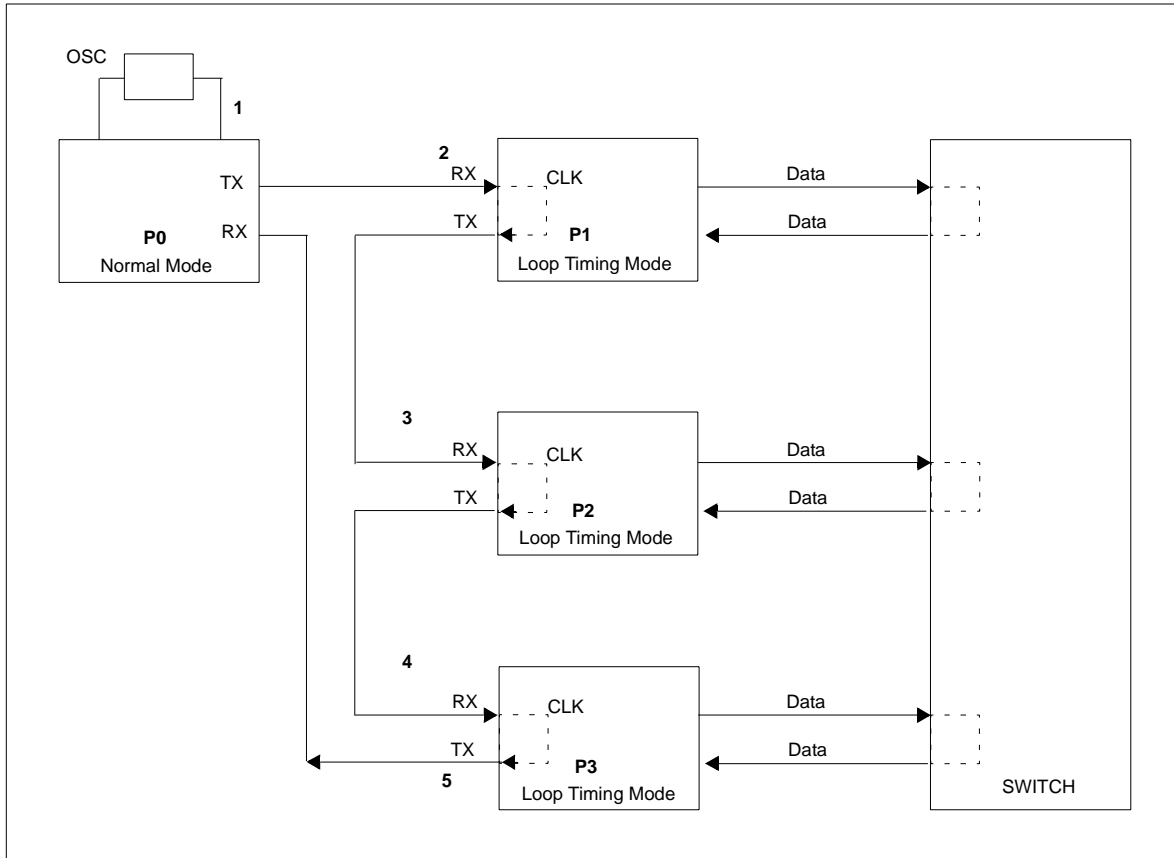 OSC
1
TX
RX
P0
Normal Mode
2
RX
CLK
TX
P1
Loop Timing Mode
Data
Data
3
RX
CLK
TX
P2
Loop Timing Mode
Data
Data
4
RX
CLK
TX
5
P3
Loop Timing Mode
Data
Data
SWITCH